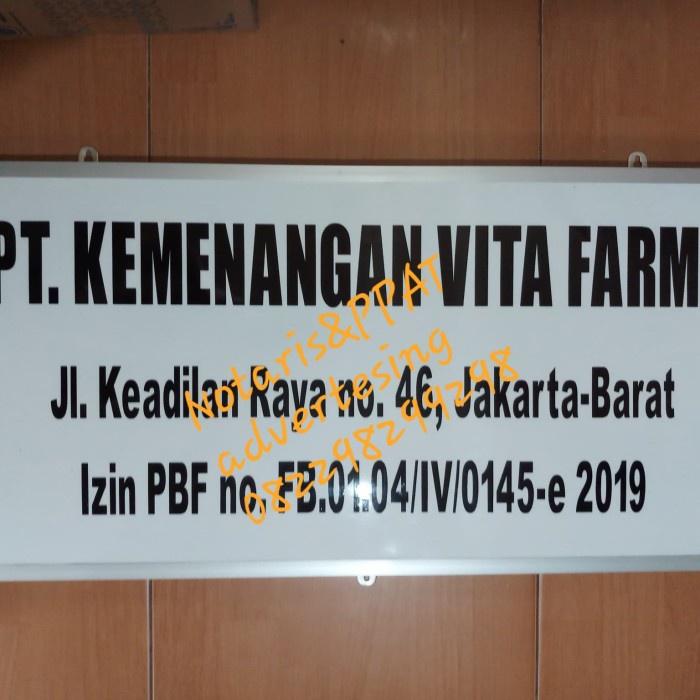 PT. KEMENANGAN VITA FARM
Jl. Keadilan Raya no. 46, Jakarta-Barat
Izin PBF no. FB.01.04/IV/0145-e 2019
Notaris&PPAT
advertesing
082298299298